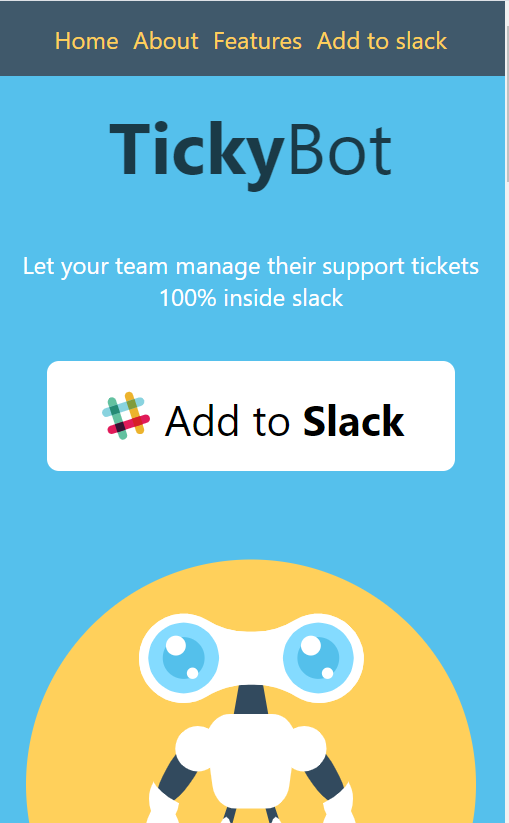 Home About Features Add to slack
TickyBot
Let your team manage their support tickets
100% inside slack
Add to Slack